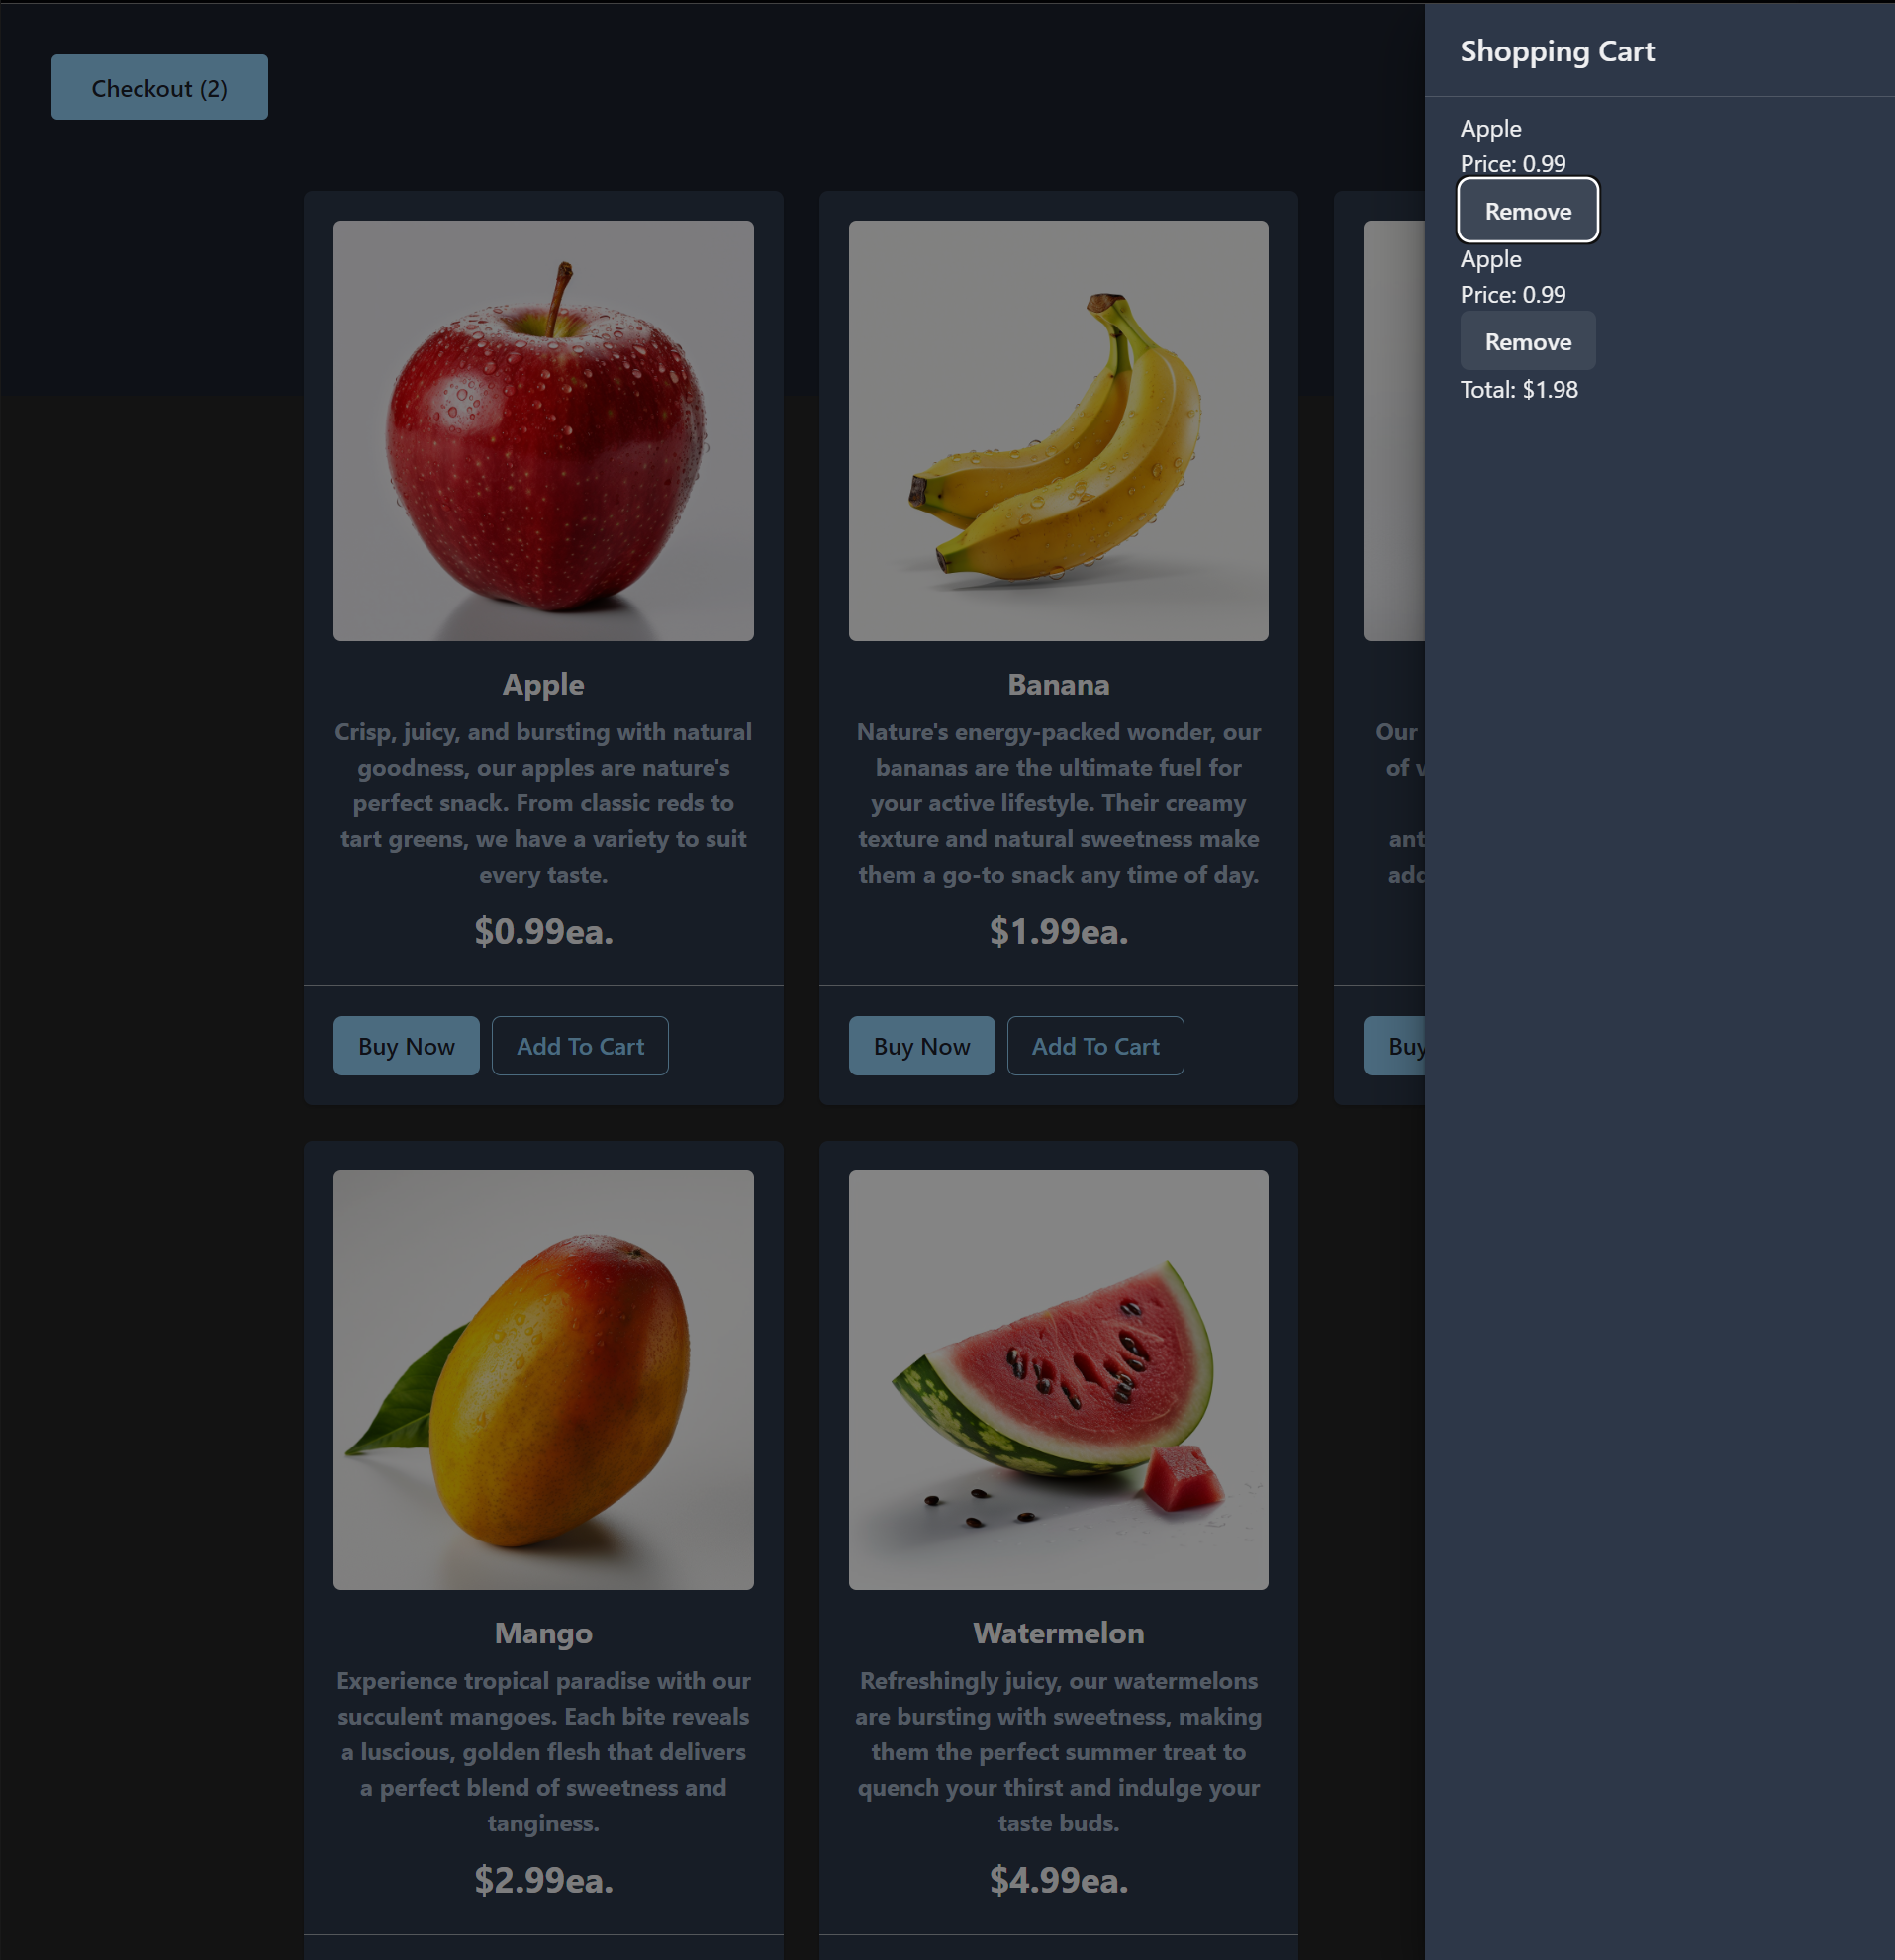 Checkout (2)
Shopping Cart
Apple
Price: 0.99
Remove
Apple
Price: 0.99
Remove
Total: $1.98
Apple
Crisp, juicy, and bursting with natural
goodness, our apples are nature's
perfect snack. From classic reds to
tart greens, we have a variety to suit
every taste.
$0.99ea.
Buy Now
Add To Cart
Banana
Nature's energy-packed wonder, our
bananas are the ultimate fuel for
your active lifestyle. Their creamy
texture and natural sweetness make
them a go-to snack any time of day.
$1.99ea.
Buy Now
Add To Cart
Our
of
Buy
Mango
Experience tropical paradise with our
succulent mangoes. Each bite reveals
a luscious, golden flesh that delivers
a perfect blend of sweetness and
tanginess.
$2.99ea.
Watermelon
Refreshingly juicy, our watermelons
are bursting with sweetness, making
them the perfect summer treat to
quench your thirst and indulge your
taste buds.
$4.99ea.